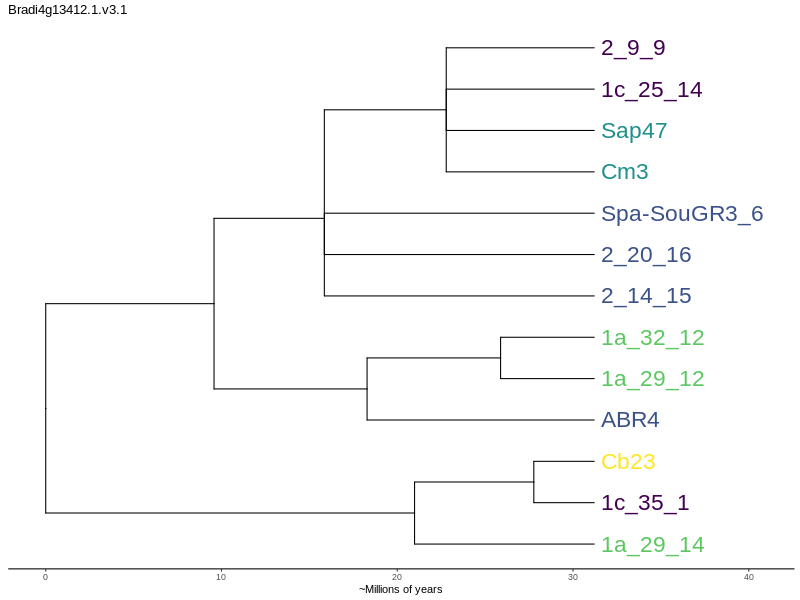 Bradi4g13412.1.v3.1
2_9_9
1c_25_14
Sap47
Cm3
Spa-SouGR3_6
2_20_16
2_14_15
1a_32_12
1a_29_12
ABR4
Cb23
1c_35_1
1a_29_14
0 10 20 30 40
~Millions of years